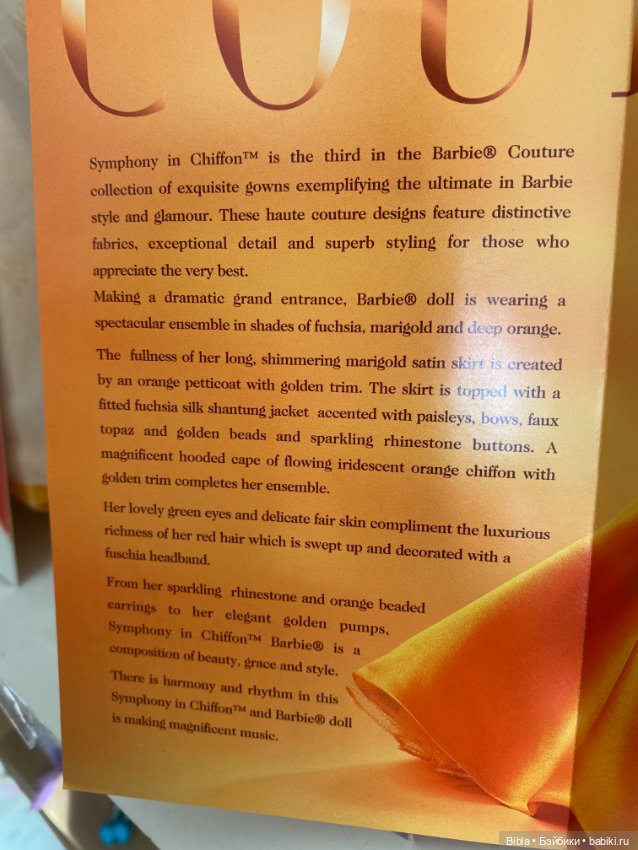 COU
Symphony in Chiffon™ is the third in the Barbie® Couture
collection of exquisite gowns exemplifying the ultimate in Barbie
style and glamour. These haute couture designs feature distinctive
fabrics, exceptional detail and superb styling for those who
appreciate the very best.
Making a dramatic grand entrance, Barbie® doll is wearing a
spectacular ensemble in shades of fuchsia, marigold and deep orange.
The fullness of her long, shimmering marigold satin skirt is created
by an orange petticoat with golden trim. The skirt is topped with a
fitted fuchsia silk shantung jacket accented with paisleys, bows, faux
topaz and golden beads and sparkling rhinestone buttons. A
magnificent hooded cape of flowing iridescent orange chiffon with
golden trim completes her ensemble.
Her lovely green eyes and delicate fair skin compliment the luxurious
richness of her red hair which is swept up and decorated with a
fuschia headband.
From her sparkling rhinestone and orange beaded
earrings to her elegant golden pumps,
Symphony in Chiffon™ Barbie® is a
composition of beauty, grace and style.
There is harmony and rhythm in this
Symphony in Chiffon™ and Barbie® doll
is making magnificent music.
Bibla • Бэйбики • babiki.ru